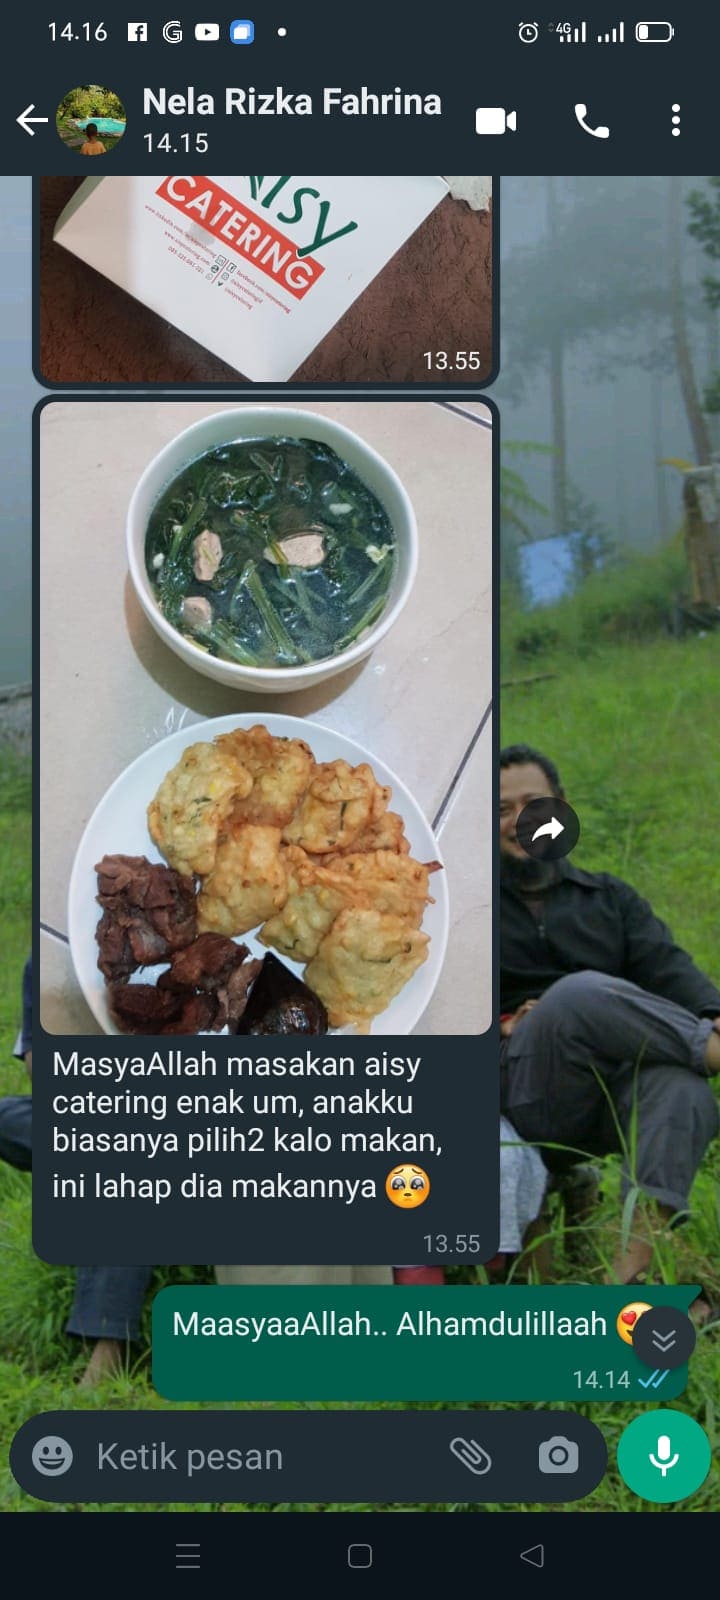 14.16
4G
Nela Rizka Fahrina
14.15
AISY
CATERING
13.55
MasyaAllah masakan aisy
catering enak um, anakku
biasanya pilih2 kalo makan,
ini lahap dia makannya 🥺
13.55
MaasyaaAllah.. Alhamdulillaah 😍
14.14
Ketik pesan